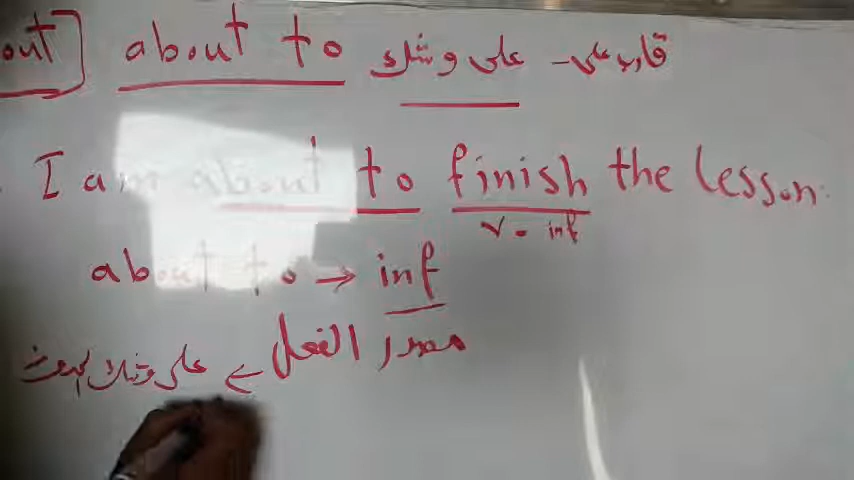 out] about to على وشك - قارب على
I am about to finish the lesson.
v - inf
about to → inf
مصدر الفعل ← على وشك الحدوث